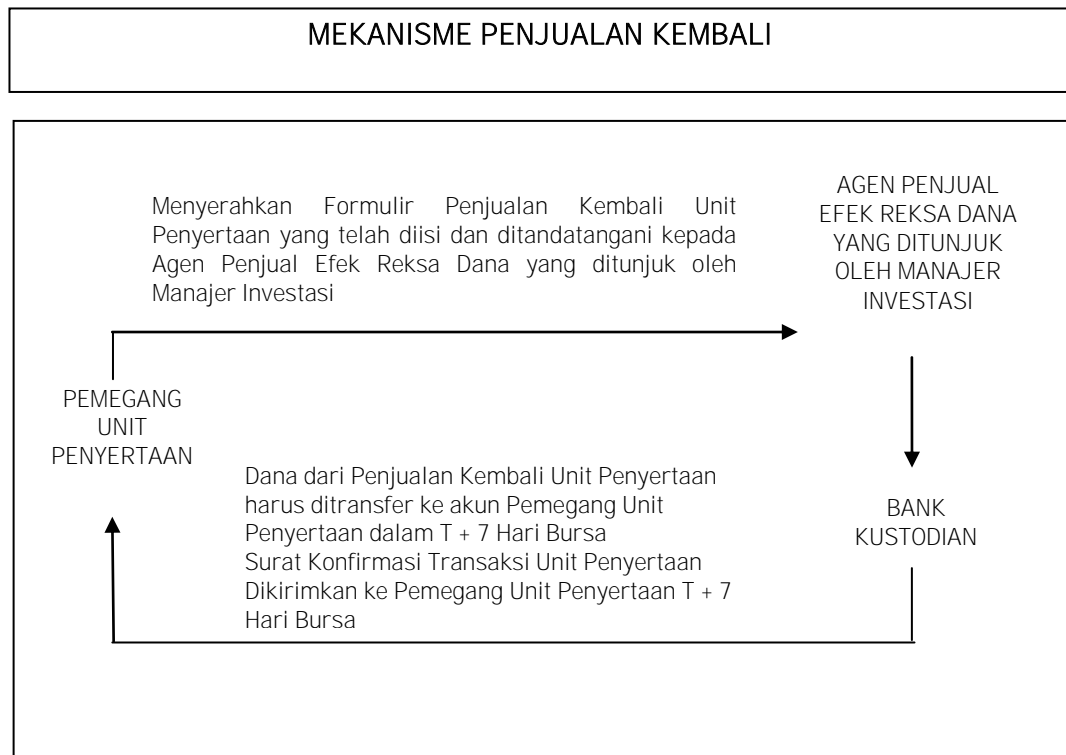 MEKANISME PENJUALAN KEMBALI
Menyerahkan Formulir Penjualan Kembali Unit
Penyertaan yang telah diisi dan ditandatangani kepada
Agen Penjual Efek Reksa Dana yang ditunjuk oleh
Manajer Investasi
AGEN PENJUAL
EFEK REKSA DANA
YANG DITUNJUK
OLEH MANAJER
INVESTASI
PEMEGANG
UNIT
PENYERTAAN
Dana dari Penjualan Kembali Unit Penyertaan
harus ditransfer ke akun Pemegang Unit
Penyertaan dalam T + 7 Hari Bursa
Surat Konfirmasi Transaksi Unit Penyertaan
Dikirimkan ke Pemegang Unit Penyertaan T + 7
Hari Bursa
BANK
KUSTODIAN